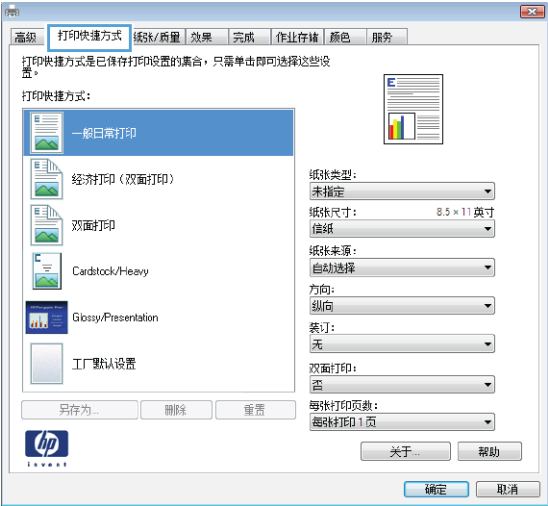 高级 打印快捷方式 纸张/质量 效果 完成 作业存储 颜色 服务
打印快捷方式是已保存打印设置的集合，只需单击即可选择这些设
置。
打印快捷方式：
一般日常打印
经济打印（双面打印）
双面打印
Cardstock/Heavy
Glossy/Presentation
工厂默认设置
另存为... 删除 重置
纸张类型：
未指定
纸张尺寸： 8.5 × 11 英寸
信纸
纸张来源：
自动选择
方向：
纵向
装订：
无
双面打印：
否
每张打印页数：
每张打印 1 页
hp
invent
关于... 帮助
确定 取消